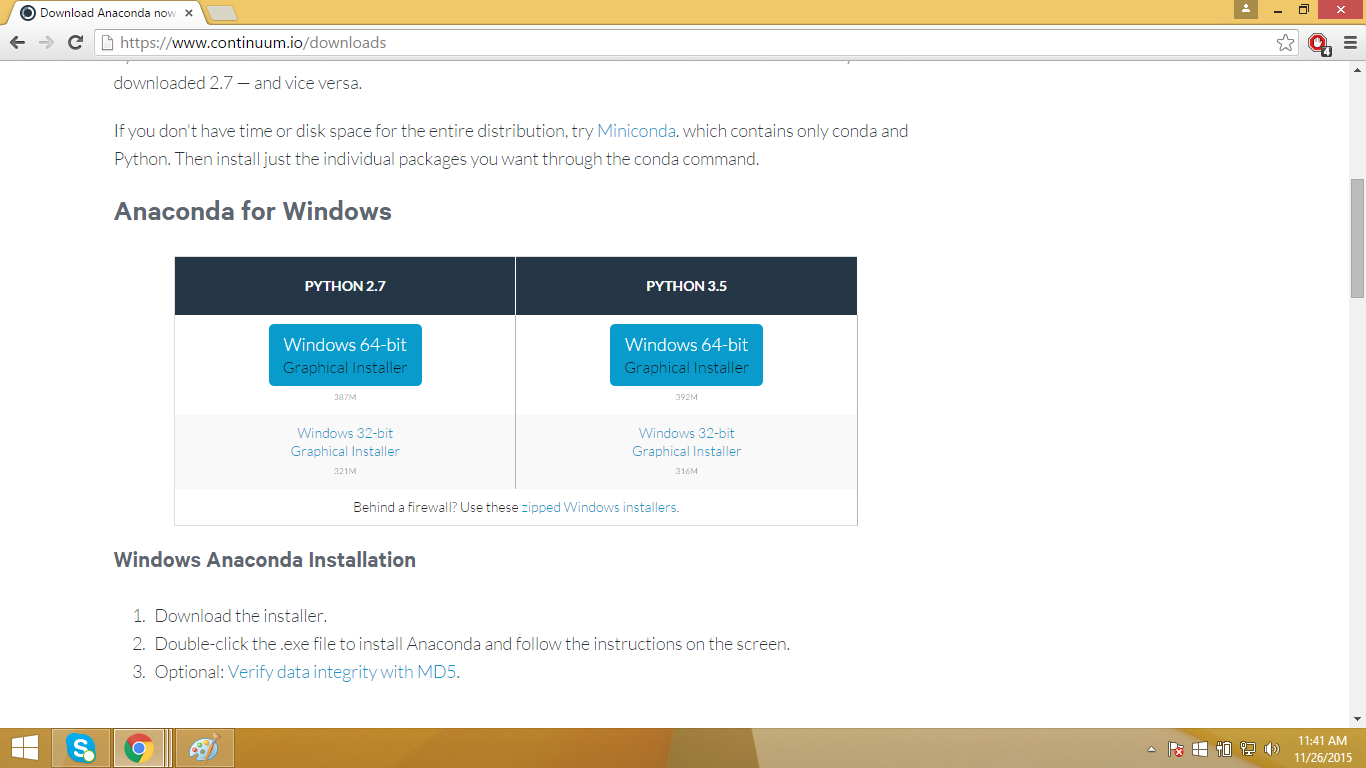 Download Anaconda now
https://www.continuum.io/downloads
4
downloaded 2.7 — and vice versa.
If you don't have time or disk space for the entire distribution, try Miniconda. which contains only conda and
Python. Then install just the individual packages you want through the conda command.
Anaconda for Windows
PYTHON 2.7
PYTHON 3.5
Windows 64-bit
Graphical Installer
387M
Windows 64-bit
Graphical Installer
392M
Windows 32-bit
Graphical Installer
321M
Windows 32-bit
Graphical Installer
316M
Behind a firewall? Use these zipped Windows installers.
Windows Anaconda Installation
1. Download the installer.
2. Double-click the .exe file to install Anaconda and follow the instructions on the screen.
3. Optional: Verify data integrity with MD5.
11:41 AM
11/26/2015